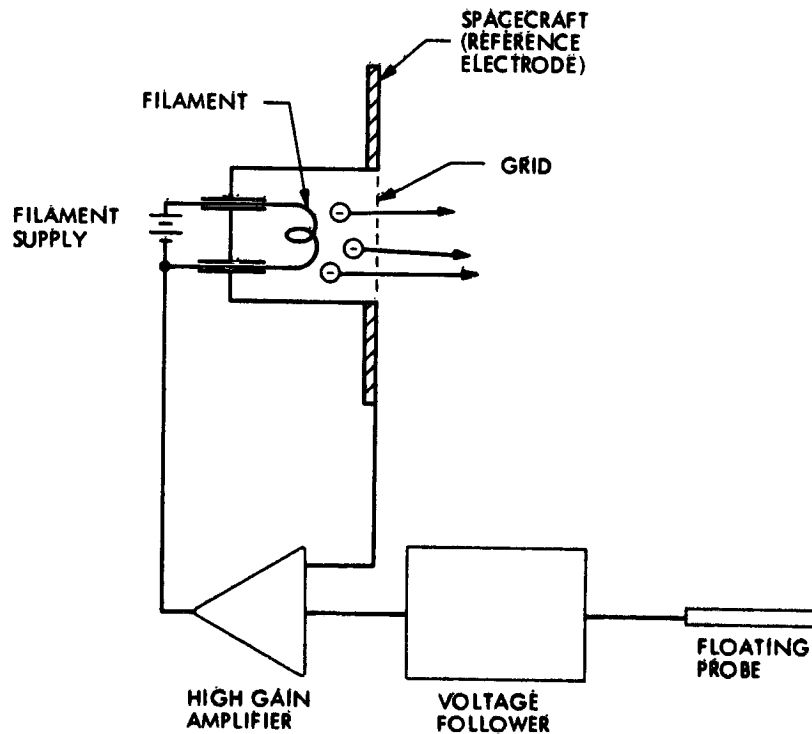 SPACECRAFT
(REFERENCE
ELECTRODE)
FILAMENT
GRID
FILAMENT
SUPPLY
HIGH GAIN
AMPLIFIER
VOLTAGE
FOLLOWER
FLOATING
PROBE